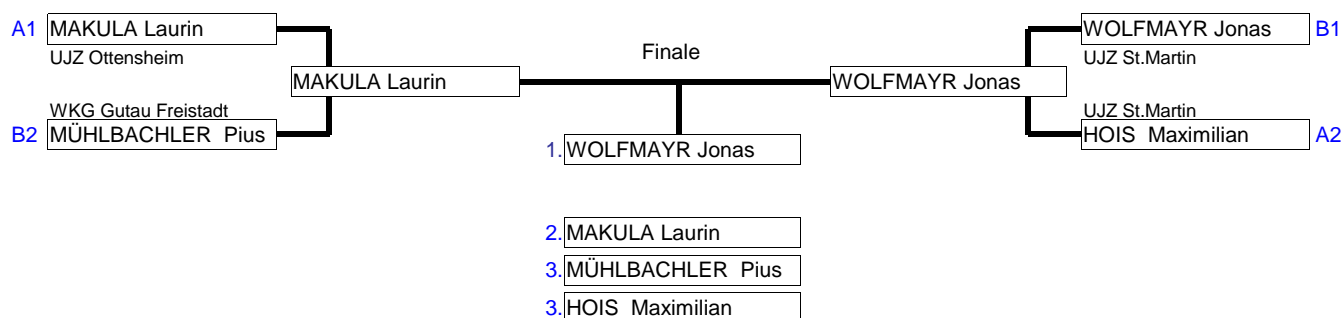 A1 MAKULA Laurin
UJZ Ottensheim
MAKULA Laurin
WKG Gutau Freistadt
B2 MÜHLBACHLER Pius
Finale
WOLFMAYR Jonas B1
UJZ St.Martin
WOLFMAYR Jonas
UJZ St.Martin
HOIS Maximilian A2
1. WOLFMAYR Jonas
2. MAKULA Laurin
3. MÜHLBACHLER Pius
3. HOIS Maximilian